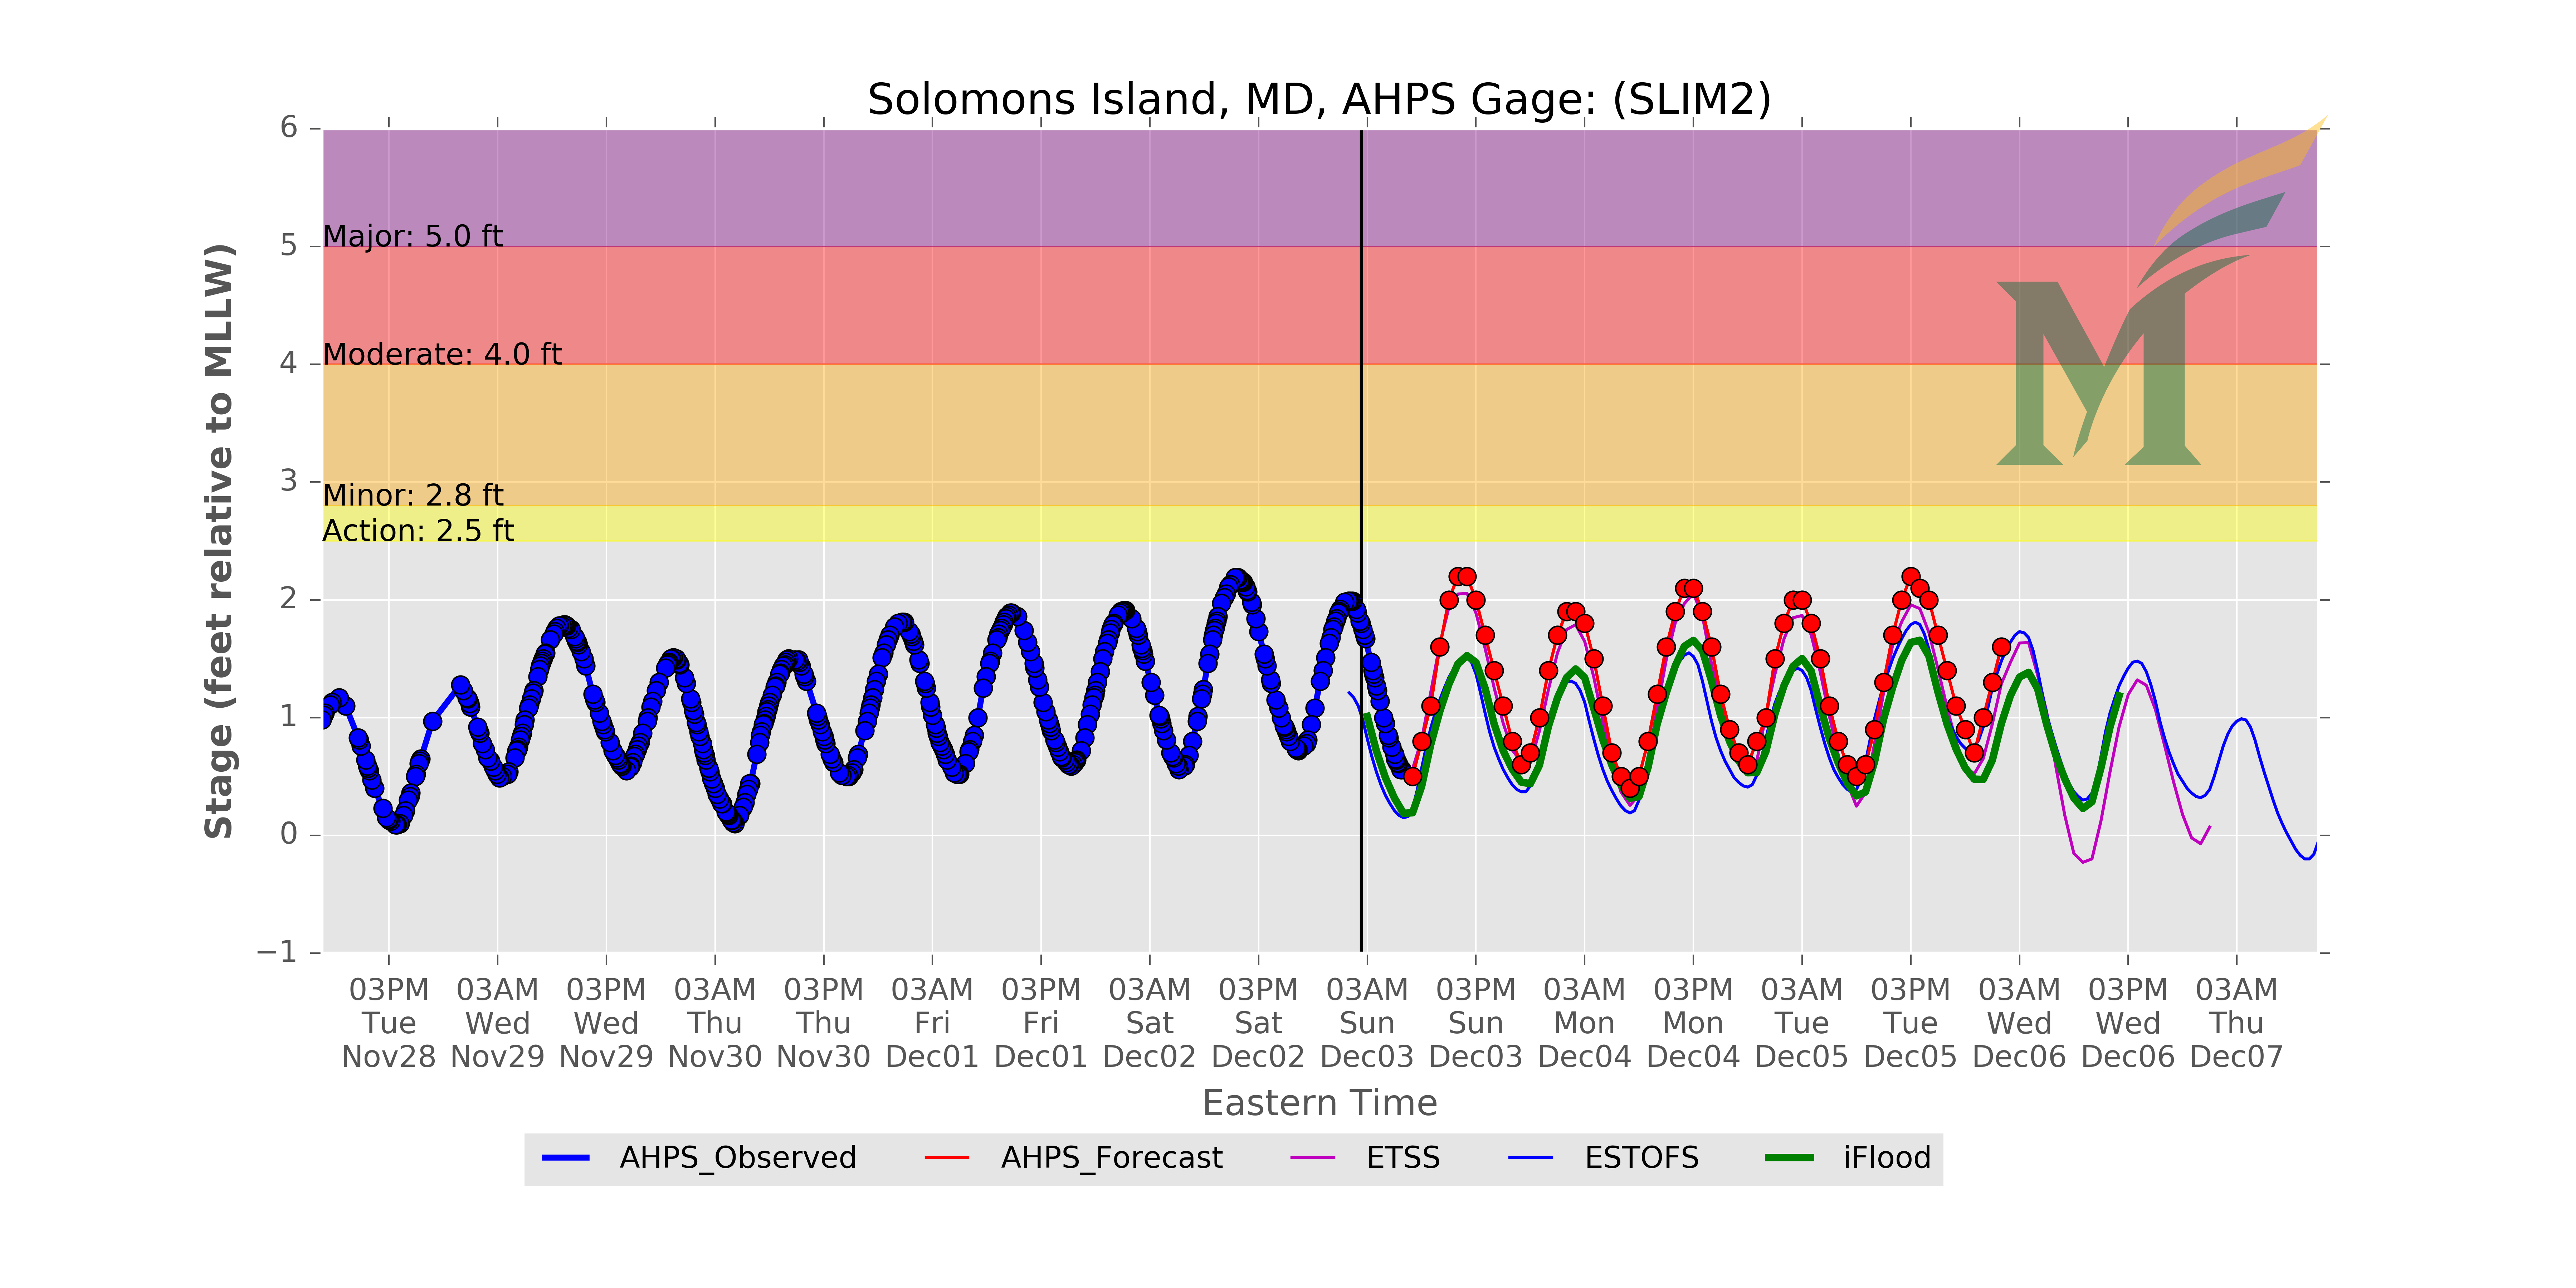 Solomons Island, MD, AHPS Gage: (SLIM2)
Stage (feet relative to MLLW)
6
5
4
3
2
1
0
−1
Major: 5.0 ft
Moderate: 4.0 ft
Minor: 2.8 ft
Action: 2.5 ft
M
03PM 03AM 03PM 03AM 03PM 03AM 03PM 03AM 03PM 03AM 03PM 03AM 03PM 03AM 03PM 03AM 03PM 03AM
Tue Wed Wed Thu Thu Fri Fri Sat Sat Sun Sun Mon Mon Tue Tue Wed Wed Thu
Nov28 Nov29 Nov29 Nov30 Nov30 Dec01 Dec01 Dec02 Dec02 Dec03 Dec03 Dec04 Dec04 Dec05 Dec05 Dec06 Dec06 Dec07
Eastern Time
AHPS_Observed AHPS_Forecast ETSS ESTOFS iFlood